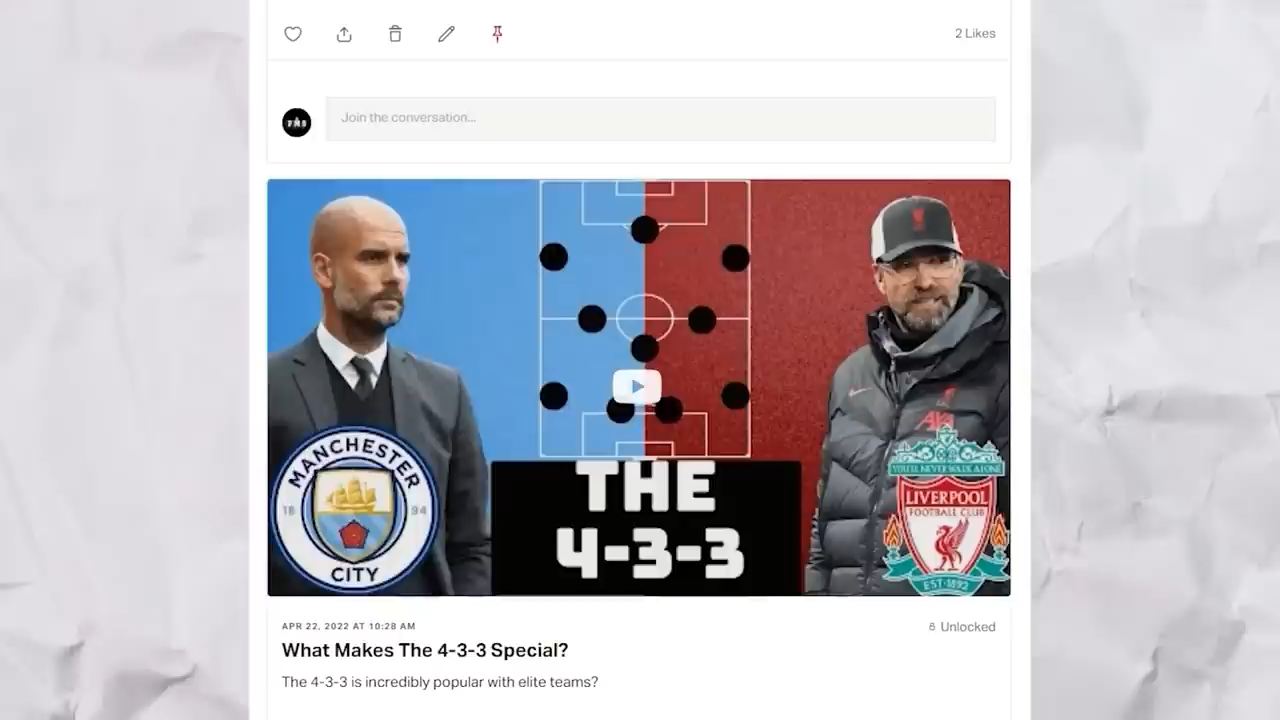 2 Likes
Join the conversation...
THE
4-3-3
MANCHESTER
18 94
CITY
YOU'LL NEVER WALK ALONE
LIVERPOOL
FOOTBALL CLUB
EST·1892
AXA
APR 22, 2022 AT 10:28 AM
Unlocked
What Makes The 4-3-3 Special?
The 4-3-3 is incredibly popular with elite teams?